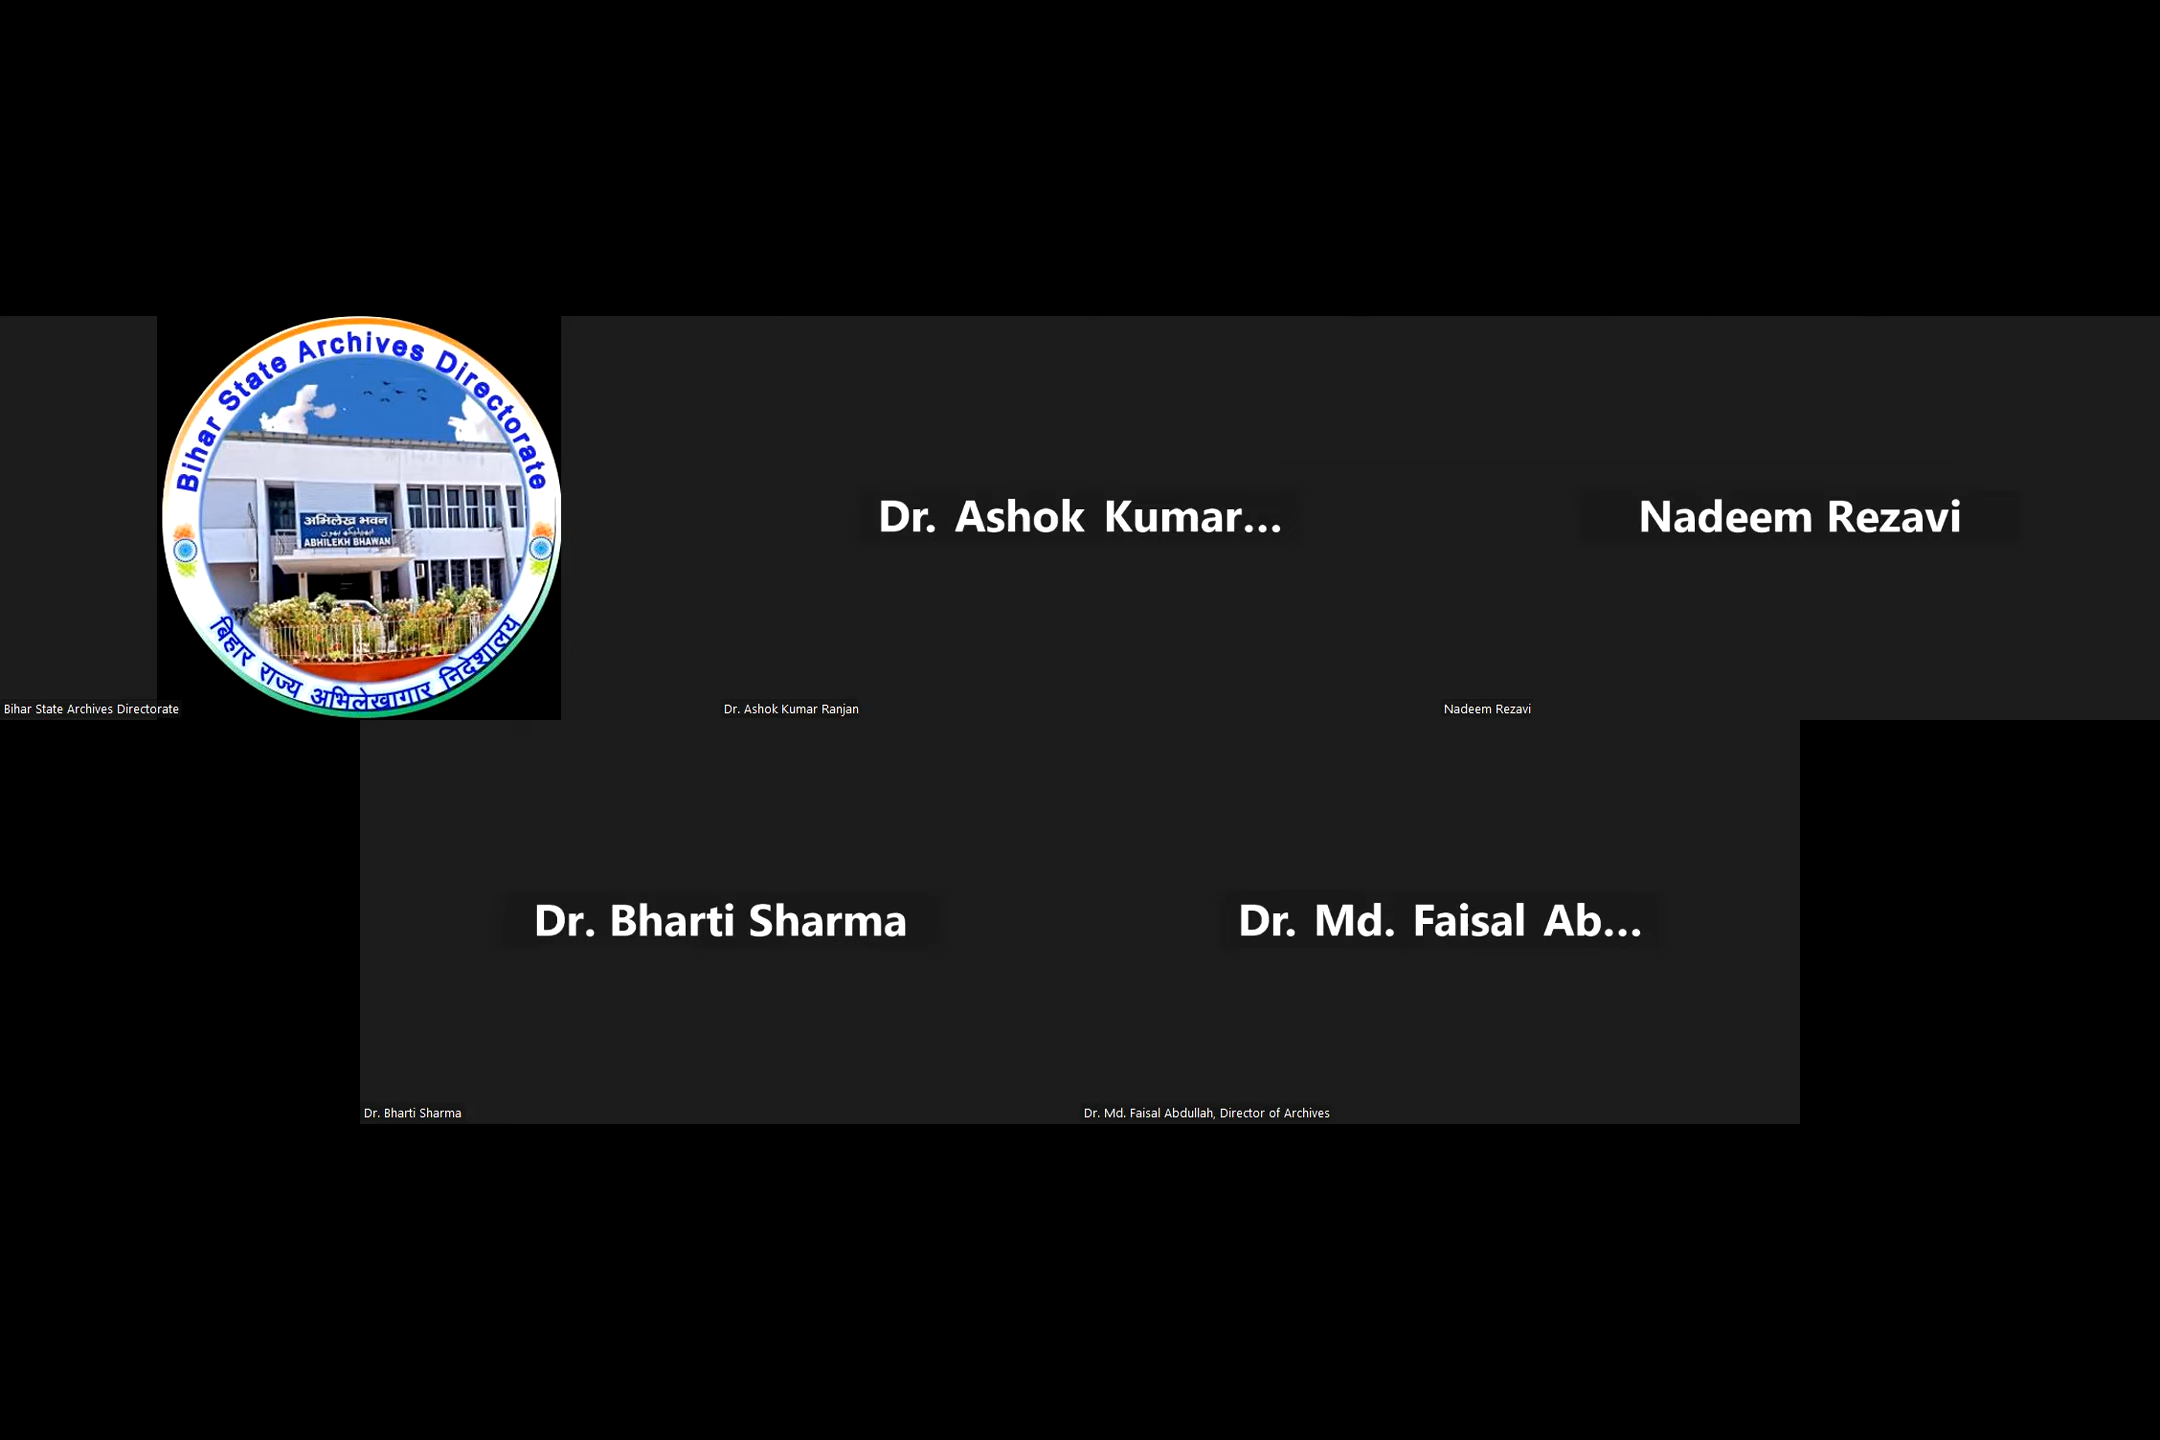 Bihar State Archives Directorate
अभिलेख भवन
ABHILEKH BHAWAN
बिहार राज्य अभिलेखागार निदेशालय
Bihar State Archives Directorate
Dr. Ashok Kumar...
Dr. Ashok Kumar Ranjan
Nadeem Rezavi
Nadeem Rezavi
Dr. Bharti Sharma
Dr. Bharti Sharma
Dr. Md. Faisal Ab...
Dr. Md. Faisal Abdullah, Director of Archives